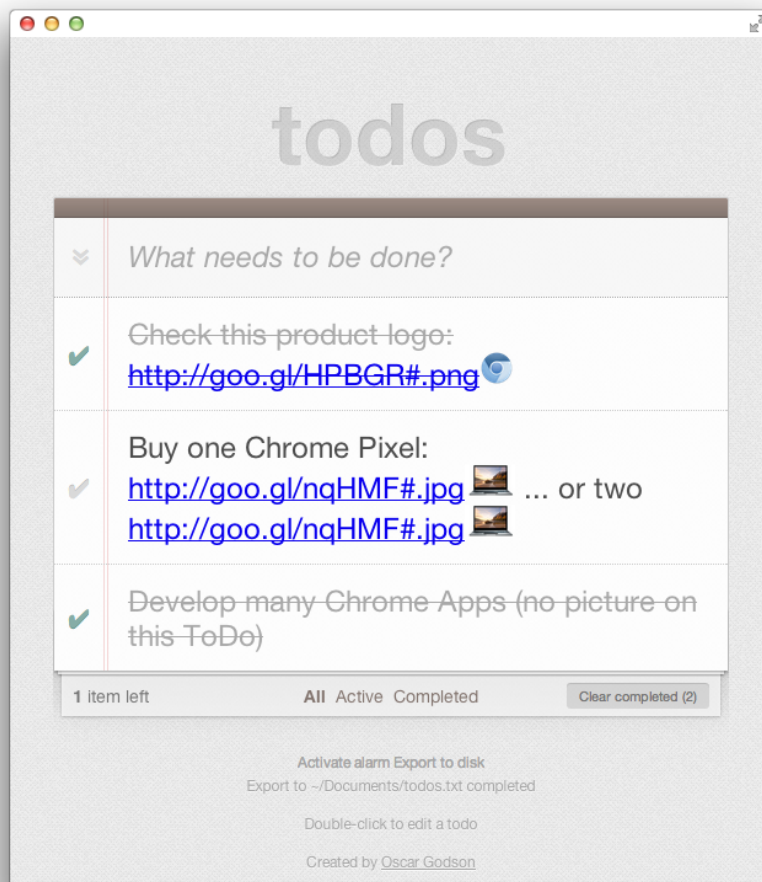 todos
What needs to be done?
Check this product logo:
http://goo.gl/HPBGR#.png
Buy one Chrome Pixel:
http://goo.gl/nqHMF#.jpg ... or two
http://goo.gl/nqHMF#.jpg
Develop many Chrome Apps (no picture on
this ToDo)
1 item left All Active Completed Clear completed (2)
Activate alarm Export to disk
Export to ~/Documents/todos.txt completed
Double-click to edit a todo
Created by Oscar Godson